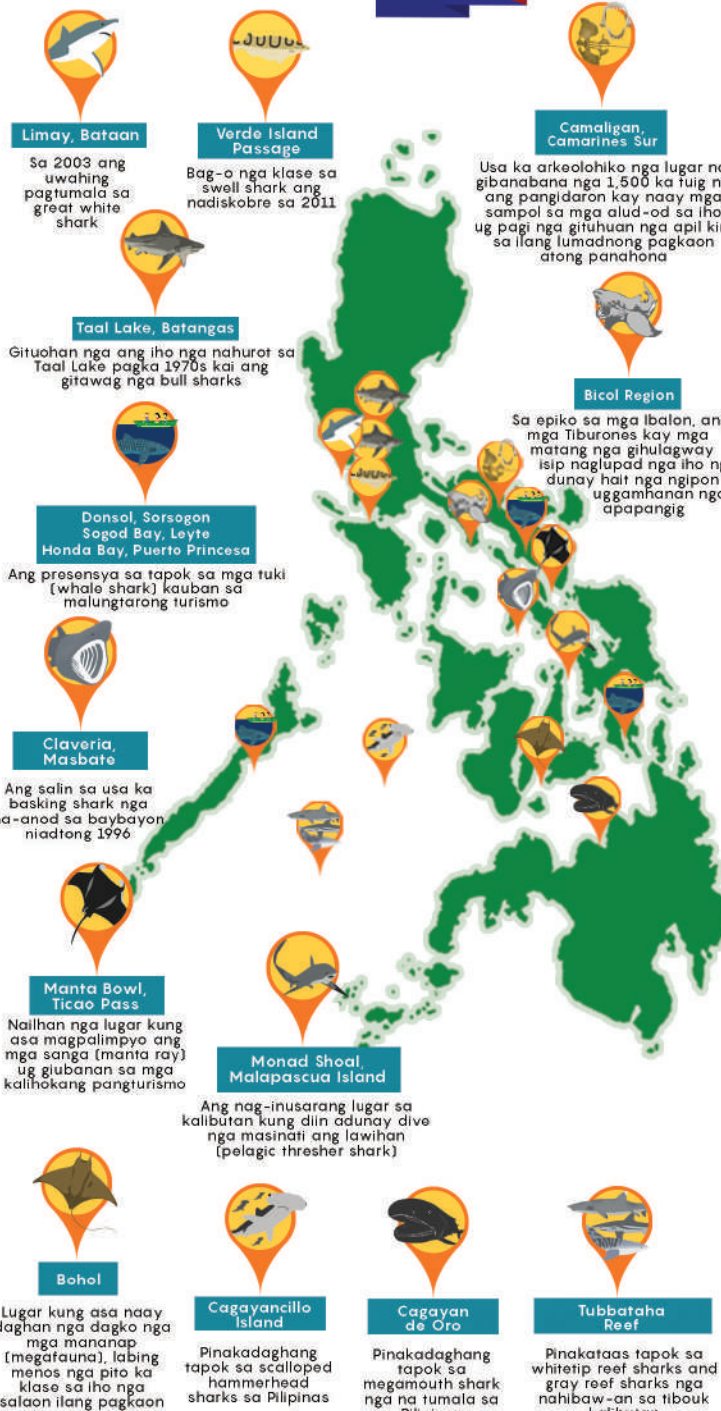 Limay, Bataan
Sa 2003 ang
uwahing
pagtumala sa
great white
shark
Verde Island
Passage
Bag-o nga klase sa
swell shark ang
nadiskobre sa 2011
Camaligan,
Camarines Sur
Usa ka arkeolohiko nga lugar
gibanabana nga 1,500 ka tuig
ang pangidaron kay naay mga
sampol sa mga alud-od sa iho
ug pagi nga gituhuan nga apil
sa ilang lumadnong pagkaon
atong panahona
Taal Lake, Batangas
Gituohan nga ang iho nga nahurot sa
Taal Lake pagka 1970s kai ang
gitawag nga bull sharks
Bicol Region
Sa epiko sa mga Ibalon,
mga Tiburones kay mga
matang nga gihulagway
isip naglupad nga iho
dunay hait nga ngipon
uggamhanan
apapangig
Donsol, Sorsogon
Sogod Bay, Leyte
Honda Bay, Puerto Princesa
Ang presensya sa tapok sa mga tuki
(whale shark) kauban sa
malungtarong turismo
Claveria,
Masbate
Ang salin sa usa ka
basking shark nga
sa baybayon
niadtong 1996
Manta Bowl,
Ticao Pass
Nailhan nga lugar kung
asa magpalimpyo ang
mga sanga (manta ray)
ug giubanan sa mga
kalihokang pangturismo
Monad Shoal,
Malapascua Island
Ang nag-inusarang lugar sa
kalibutan kung diin adunay dive
nga masinati ang lawihan
(pelagic thresher shark)
Bohol
Lugar kung asa naay
daghan nga dagko nga
mga mananap
(megafauna), labing
menos nga pito ka
klase sa iho nga
ilang pagkaon
Cagayancillo
Island
Pinakadaghang
tapok sa scalloped
hammerhead
sharks sa Pilipinas
Cagayan
de Oro
Pinakadaghang
tapok sa
megamouth shark
nga na tumala sa
Tubbataha
Reef
Pinakataas tapok sa
whitetip reef sharks and
gray reef sharks nga
nahibaw-an sa tibouk